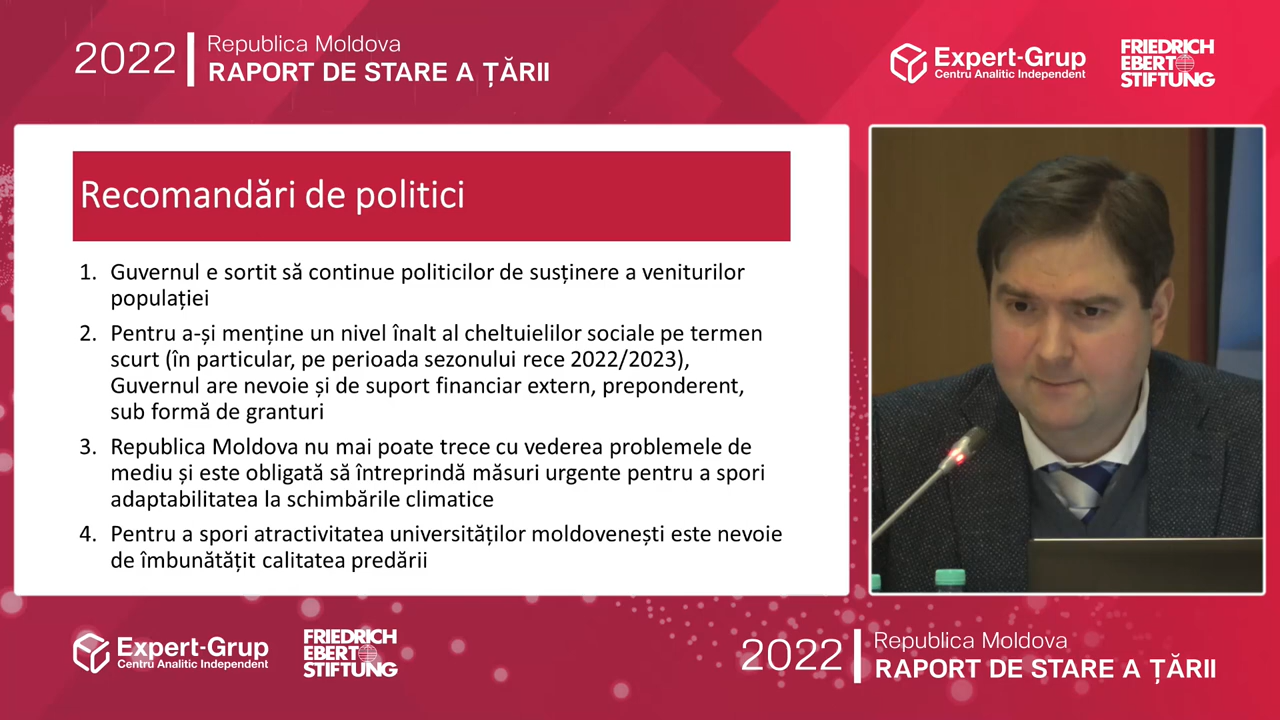 2022
Republica Moldova
RAPORT DE STARE A ȚĂRII
Expert-Grup
Centru Analitic Independent
FRIEDRICH
EBERT
STIFTUNG
Recomandări de politici
1. Guvernul e sortit să continue politicilor de susținere a veniturilor
populației
2. Pentru a-și menține un nivel înalt al cheltuielilor sociale pe termen
scurt (în particular, pe perioada sezonului rece 2022/2023),
Guvernul are nevoie și de suport financiar extern, preponderent,
sub formă de granturi
3. Republica Moldova nu mai poate trece cu vederea problemele de
mediu și este obligată să întreprindă măsuri urgente pentru a spori
adaptabilitatea la schimbările climatice
4. Pentru a spori atractivitatea universităților moldovenești este nevoie
de îmbunătățit calitatea predării
Expert-Grup
Centru Analitic Independent
FRIEDRICH
EBERT
STIFTUNG
2022
Republica Moldova
RAPORT DE STARE A ȚĂRII